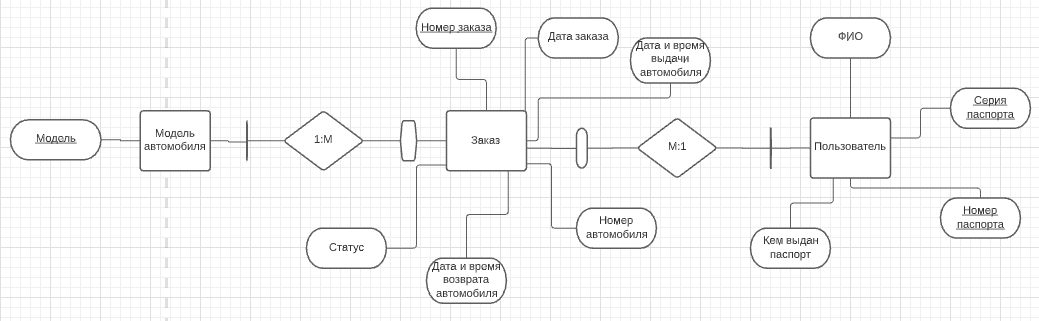 Номер заказа
Дата заказа
Дата и время
выдачи
автомобиля
ФИО
Серия
паспорта
Модель
Модель
автомобиля
1:М
Заказ
М:1
Пользователь
Номер
паспорта
Номер
автомобиля
Статус
Кем выдан
паспорт
Дата и время
возврата
автомобиля